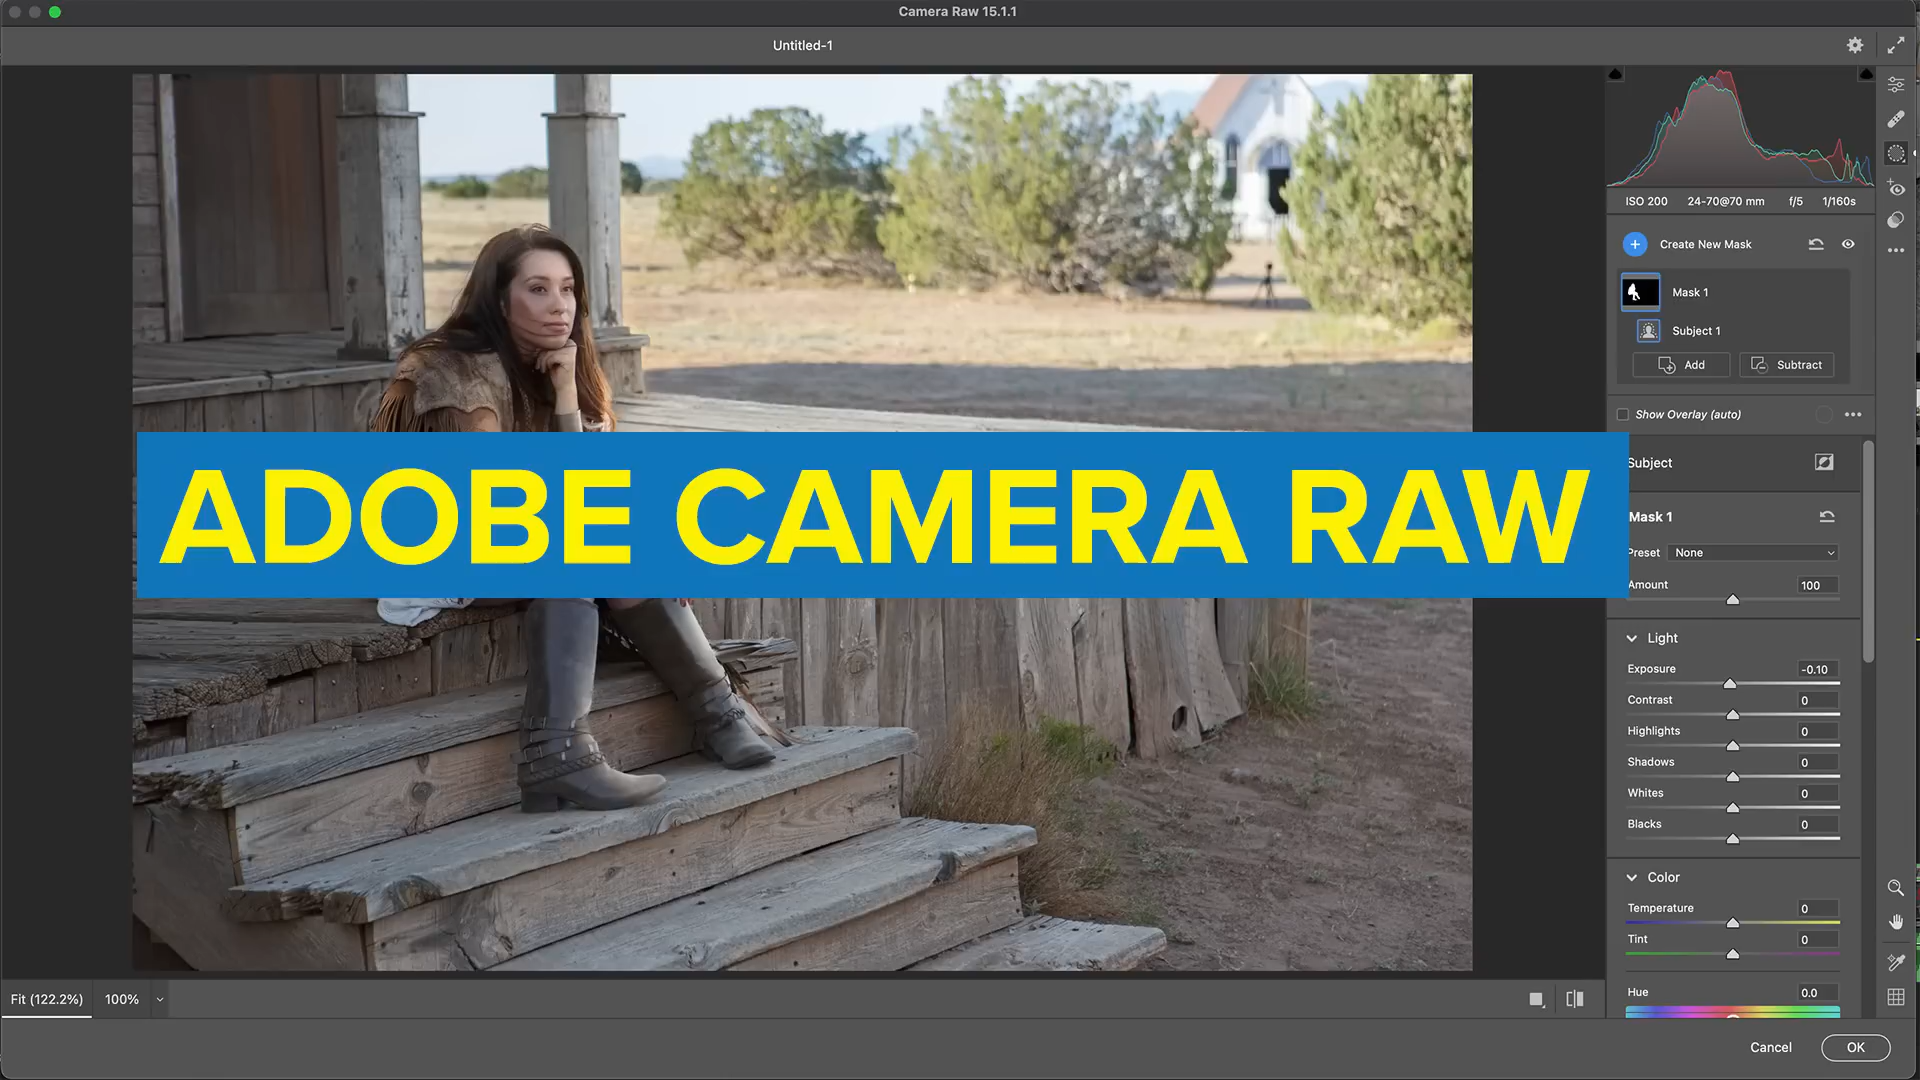 Camera Raw 15.1.1
Untitled-1
ISO 200 24-70@70 mm f/5 1/160s
Create New Mask
Mask 1
Subject 1
Add Subtract
Show Overlay (auto)
Subject
ADOBE CAMERA RAW
Mask 1
Preset None
Amount 100
Light
Exposure -0.10
Contrast 0
Highlights 0
Shadows 0
Whites 0
Blacks 0
Color
Temperature 0
Tint 0
Hue 0.0
Fit (122.2%) 100%
Cancel OK